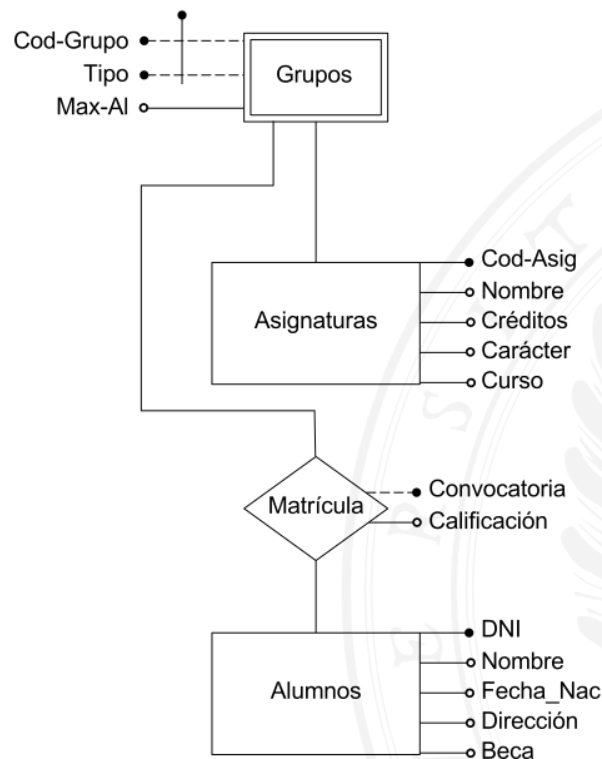 Cod-Grupo
Tipo
Max-Al
Grupos
Asignaturas
Cod-Asig
Nombre
Créditos
Carácter
Curso
Matrícula
Convocatoria
Calificación
Alumnos
DNI
Nombre
Fecha_Nac
Dirección
Beca
E R S I T